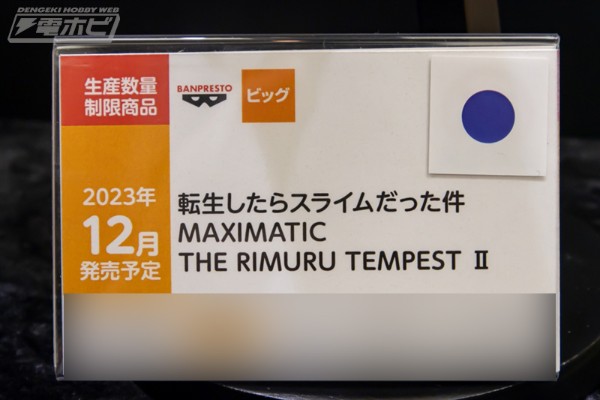 DENGEKI HOBBY WEB
電ホビ
生産数量
制限商品
BANPRESTO
ビッグ
2023年
12月
発売予定
転生したらスライムだった件
MAXIMATIC
THE RIMURU TEMPEST Ⅱ